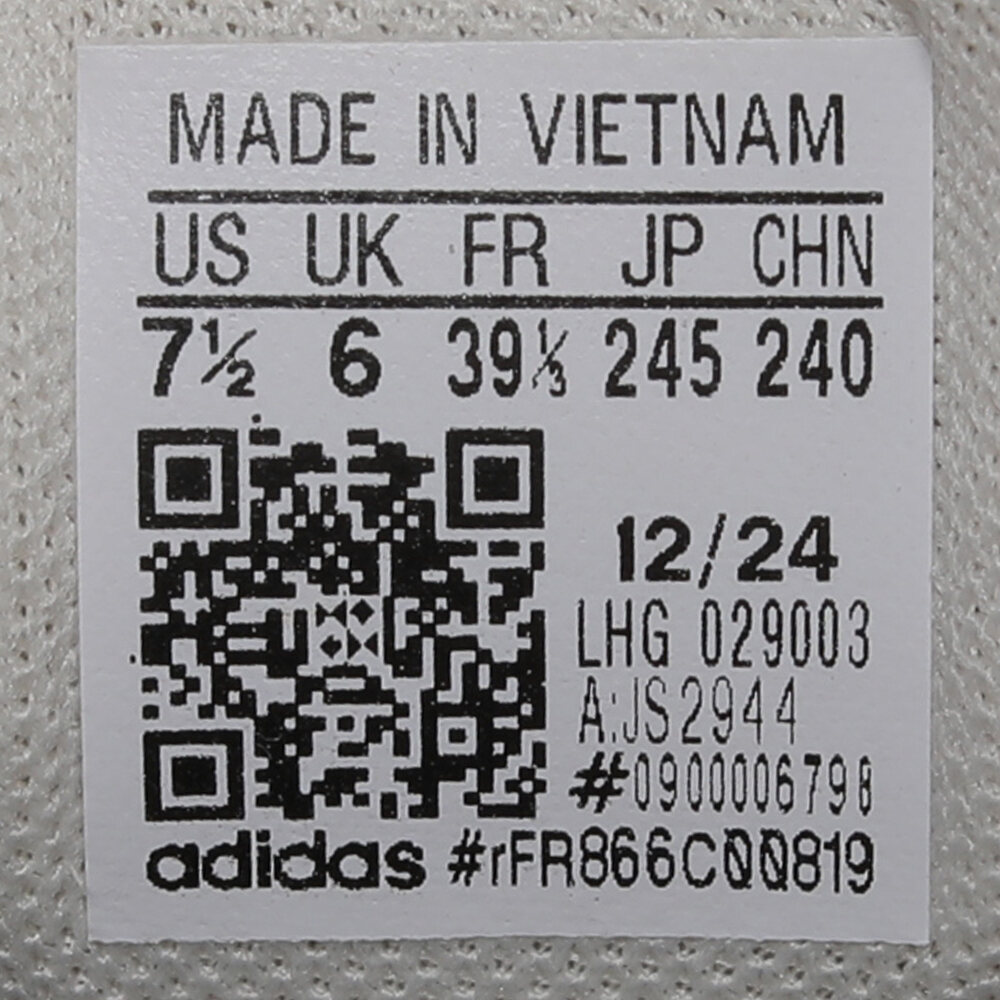 MADE IN VIETNAM
US UK FR JP CHN
7½ 6 39⅓ 245 240
12/24
LHG 029003
A:JS2944
#0900006798
adidas #rFR866C00819